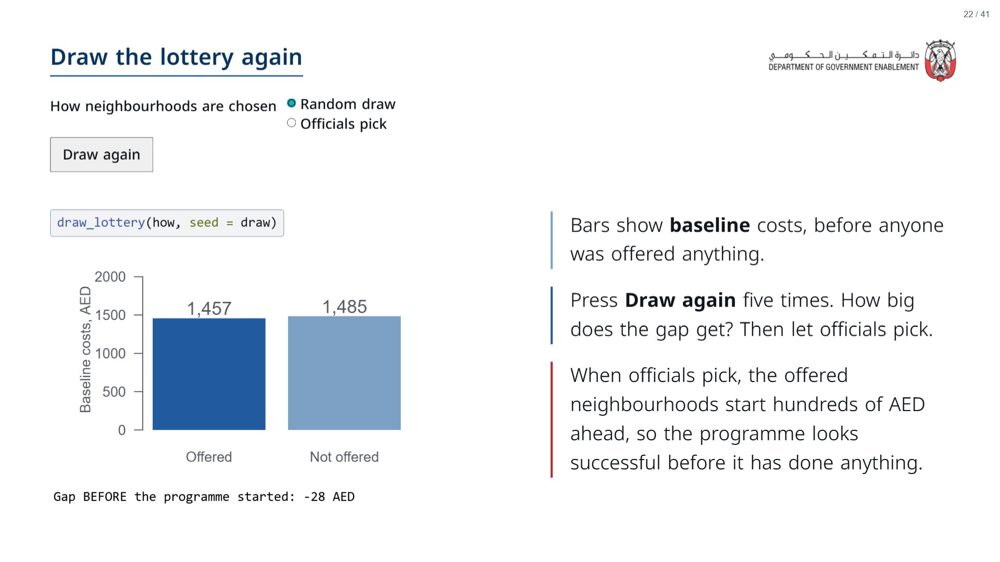 22 / 41
Draw the lottery again
دائرة التمكين الحكومي
DEPARTMENT OF GOVERNMENT ENABLEMENT
How neighbourhoods are chosen
Random draw
Officials pick
Draw again
draw_lottery(how, seed = draw)
Baseline costs, AED
2000
1500
1000
500
0
1,457
1,485
Offered
Not offered
Gap BEFORE the programme started: -28 AED
Bars show baseline costs, before anyone
was offered anything.
Press Draw again five times. How big
does the gap get? Then let officials pick.
When officials pick, the offered
neighbourhoods start hundreds of AED
ahead, so the programme looks
successful before it has done anything.